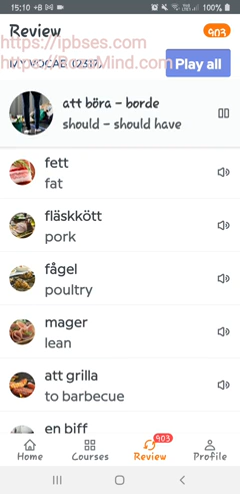 15:10 +B M
100%
Review
903
https://ipbses.com
MY VOCAB (2317)
Play all
att böra – borde
should – should have
fett
fat
fläskkött
pork
fågel
poultry
mager
lean
att grilla
to barbecue
en biff
903
Home Courses Review Profile